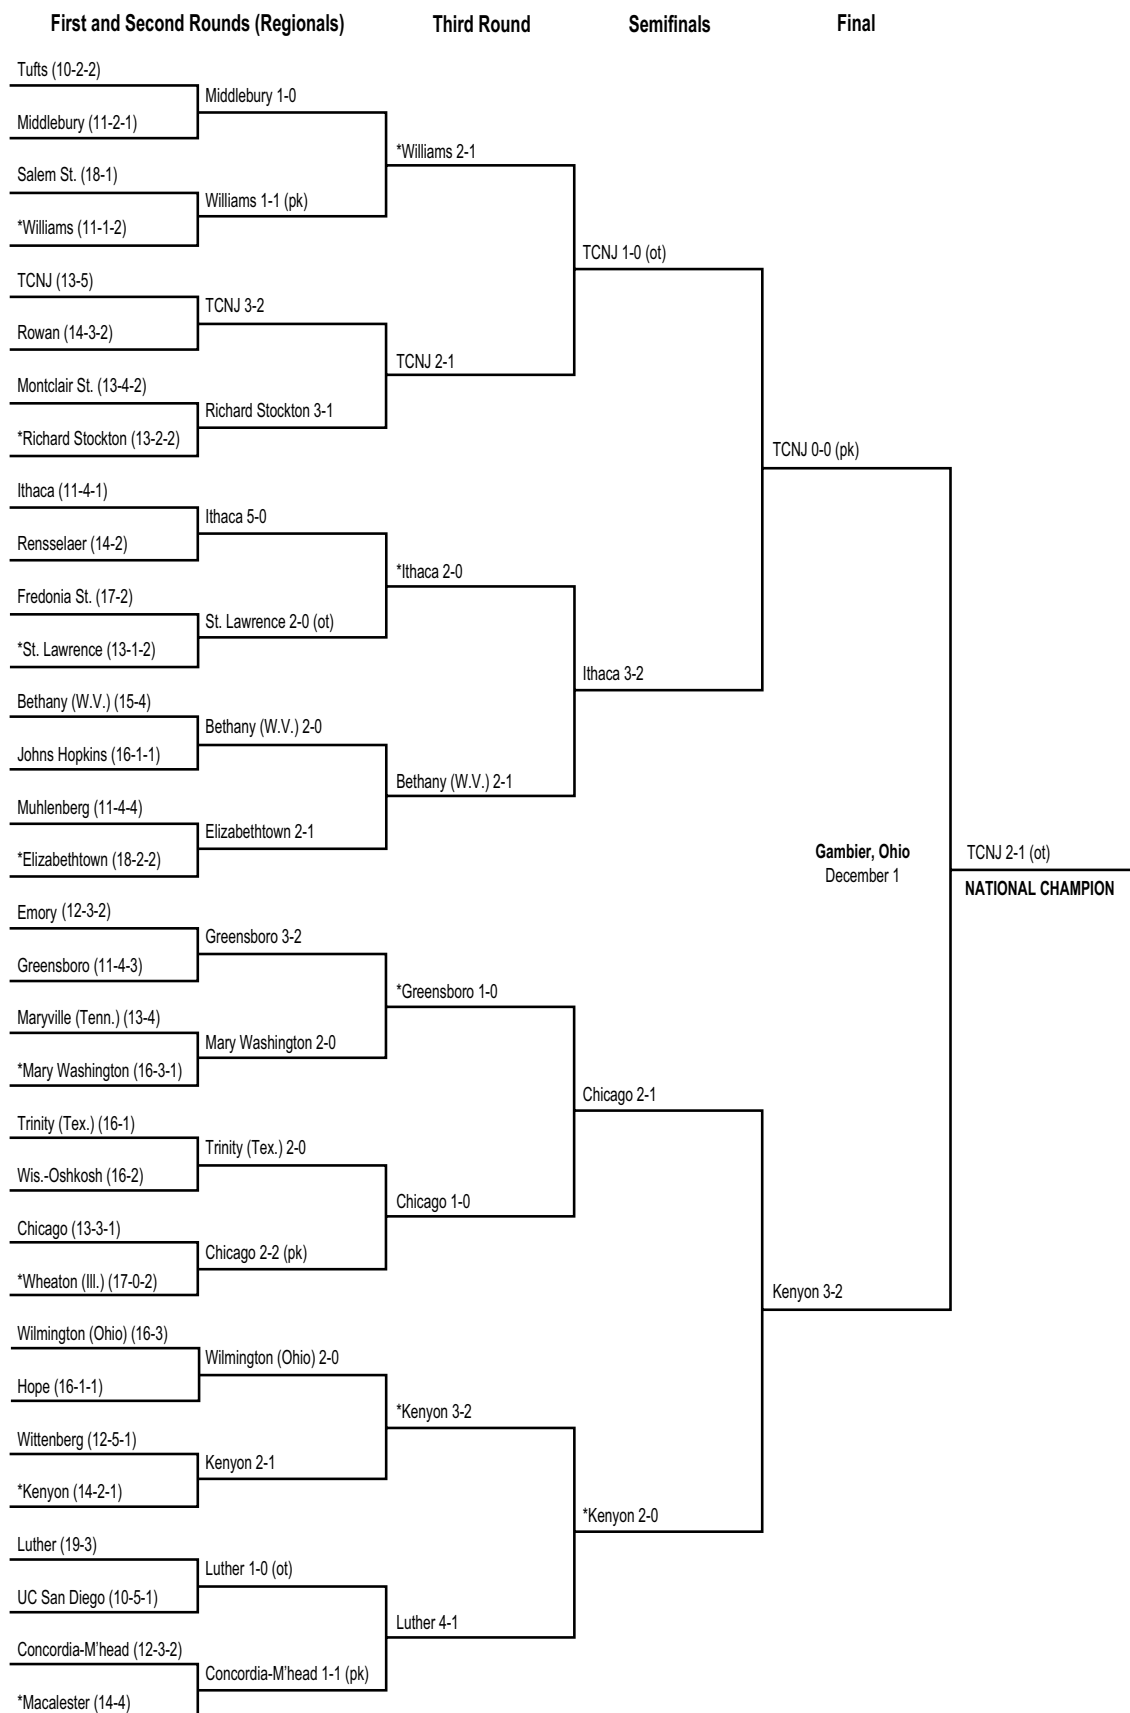 First and Second Rounds (Regionals)
Third Round
Semifinals
Final
Tufts (10-2-2)
Middlebury 1-0
Middlebury (11-2-1)
*Williams 2-1
Salem St. (18-1)
Williams 1-1 (pk)
*Williams (11-1-2)
TCNJ 1-0 (ot)
TCNJ (13-5)
TCNJ 3-2
Rowan (14-3-2)
TCNJ 2-1
Montclair St. (13-4-2)
Richard Stockton 3-1
*Richard Stockton (13-2-2)
TCNJ 0-0 (pk)
Ithaca (11-4-1)
Ithaca 5-0
Rensselaer (14-2)
*Ithaca 2-0
Fredonia St. (17-2)
St. Lawrence 2-0 (ot)
*St. Lawrence (13-1-2)
Ithaca 3-2
Bethany (W.V.) (15-4)
Bethany (W.V.) 2-0
Johns Hopkins (16-1-1)
Bethany (W.V.) 2-1
Muhlenberg (11-4-4)
Elizabethtown 2-1
*Elizabethtown (18-2-2)
Gambier, Ohio
December 1
TCNJ 2-1 (ot)
NATIONAL CHAMPION
Emory (12-3-2)
Greensboro 3-2
Greensboro (11-4-3)
*Greensboro 1-0
Maryville (Tenn.) (13-4)
Mary Washington 2-0
*Mary Washington (16-3-1)
Chicago 2-1
Trinity (Tex.) (16-1)
Trinity (Tex.) 2-0
Wis.-Oshkosh (16-2)
Chicago 1-0
Chicago (13-3-1)
Chicago 2-2 (pk)
*Wheaton (Ill.) (17-0-2)
Kenyon 3-2
Wilmington (Ohio) (16-3)
Wilmington (Ohio) 2-0
Hope (16-1-1)
*Kenyon 3-2
Wittenberg (12-5-1)
Kenyon 2-1
*Kenyon (14-2-1)
*Kenyon 2-0
Luther (19-3)
Luther 1-0 (ot)
UC San Diego (10-5-1)
Luther 4-1
Concordia-M'head (12-3-2)
Concordia-M'head 1-1 (pk)
*Macalester (14-4)